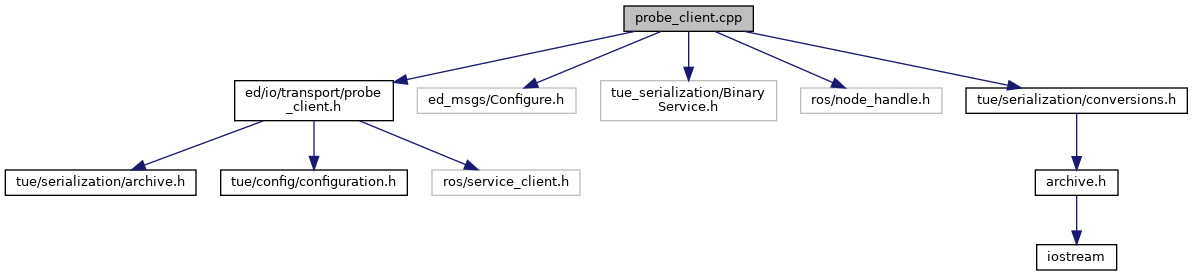 probe_client.cpp
ed/io/transport/probe
_client.h
ed_msgs/Configure.h
tue_serialization/Binary
Service.h
ros/node_handle.h
tue/serialization/conversions.h
tue/serialization/archive.h
tue/config/configuration.h
ros/service_client.h
archive.h
iostream